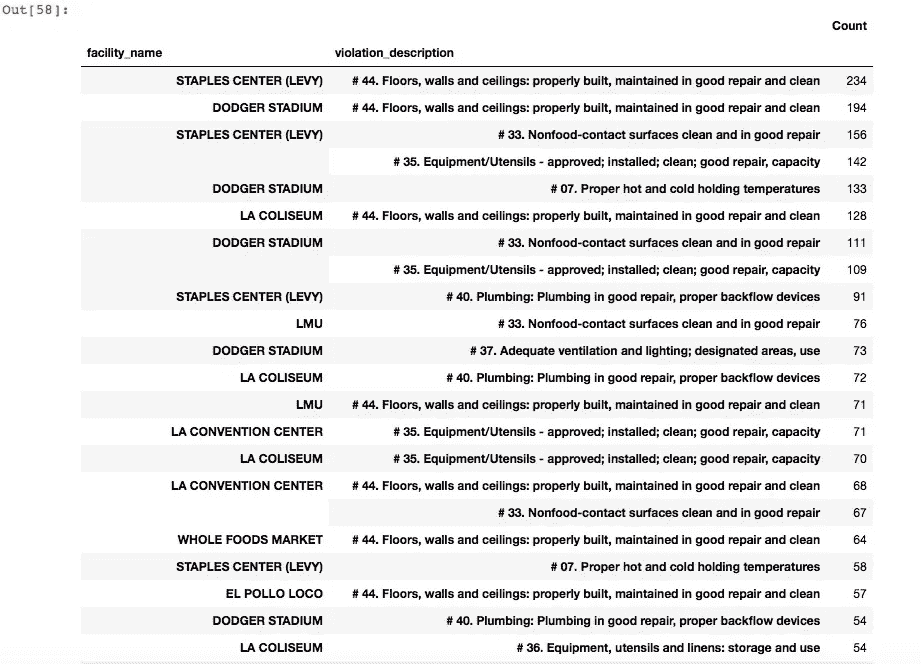 Out[58]:
Count
facility_name violation_description
STAPLES CENTER (LEVY) # 44. Floors, walls and ceilings: properly built, maintained in good repair and clean 234
DODGER STADIUM # 44. Floors, walls and ceilings: properly built, maintained in good repair and clean 194
STAPLES CENTER (LEVY) # 33. Nonfood-contact surfaces clean and in good repair 156
# 35. Equipment/Utensils - approved; installed; clean; good repair, capacity 142
DODGER STADIUM # 07. Proper hot and cold holding temperatures 133
LA COLISEUM # 44. Floors, walls and ceilings: properly built, maintained in good repair and clean 128
DODGER STADIUM # 33. Nonfood-contact surfaces clean and in good repair 111
# 35. Equipment/Utensils - approved; installed; clean; good repair, capacity 109
STAPLES CENTER (LEVY) # 40. Plumbing: Plumbing in good repair, proper backflow devices 91
LMU # 33. Nonfood-contact surfaces clean and in good repair 76
DODGER STADIUM # 37. Adequate ventilation and lighting; designated areas, use 73
LA COLISEUM # 40. Plumbing: Plumbing in good repair, proper backflow devices 72
LMU # 44. Floors, walls and ceilings: properly built, maintained in good repair and clean 71
LA CONVENTION CENTER # 35. Equipment/Utensils - approved; installed; clean; good repair, capacity 71
LA COLISEUM # 35. Equipment/Utensils - approved; installed; clean; good repair, capacity 70
LA CONVENTION CENTER # 44. Floors, walls and ceilings: properly built, maintained in good repair and clean 68
# 33. Nonfood-contact surfaces clean and in good repair 67
WHOLE FOODS MARKET # 44. Floors, walls and ceilings: properly built, maintained in good repair and clean 64
STAPLES CENTER (LEVY) # 07. Proper hot and cold holding temperatures 58
EL POLLO LOCO # 44. Floors, walls and ceilings: properly built, maintained in good repair and clean 57
DODGER STADIUM # 40. Plumbing: Plumbing in good repair, proper backflow devices 54
LA COLISEUM # 36. Equipment, utensils and linens: storage and use 54